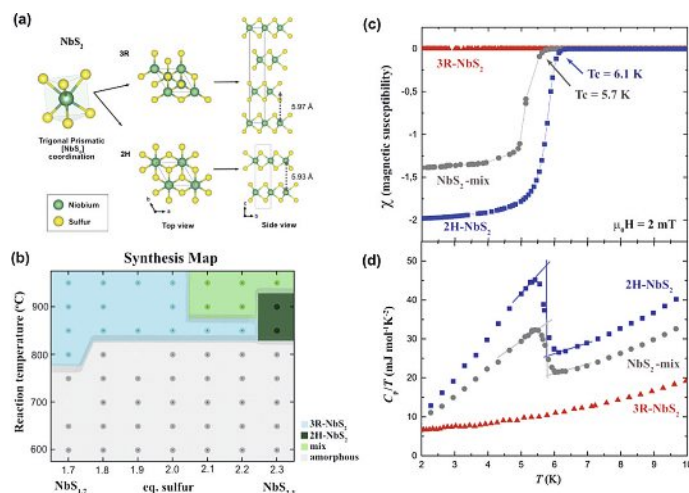 (a)
NbS2
Trigonal Prismatic
[NbS6]
coordination
Niobium
Sulfur
3R
2H
b
a
Top view
5.97 Å
5.93 Å
Side view
(b)
Synthesis Map
Reaction temperature (°C)
900
800
700
600
1.7
1.8
1.9
2.0
2.1
2.2
2.3
NbS1.7
eq. sulfur
3R-NbS2
2H-NbS2
mix
amorphous
(c)
χ (magnetic susceptibility)
0
-0.5
-1
-1.5
-2
3R-NbS2
Tc = 6.1 K
Tc = 5.7 K
NbS2-mix
2H-NbS2
μ0H = 2 mT
(d)
Cp/T (mJ mol-1K-2)
50
40
30
20
10
0
2H-NbS2
NbS2-mix
3R-NbS2
2
3
4
5
6
7
8
9
10
T (K)